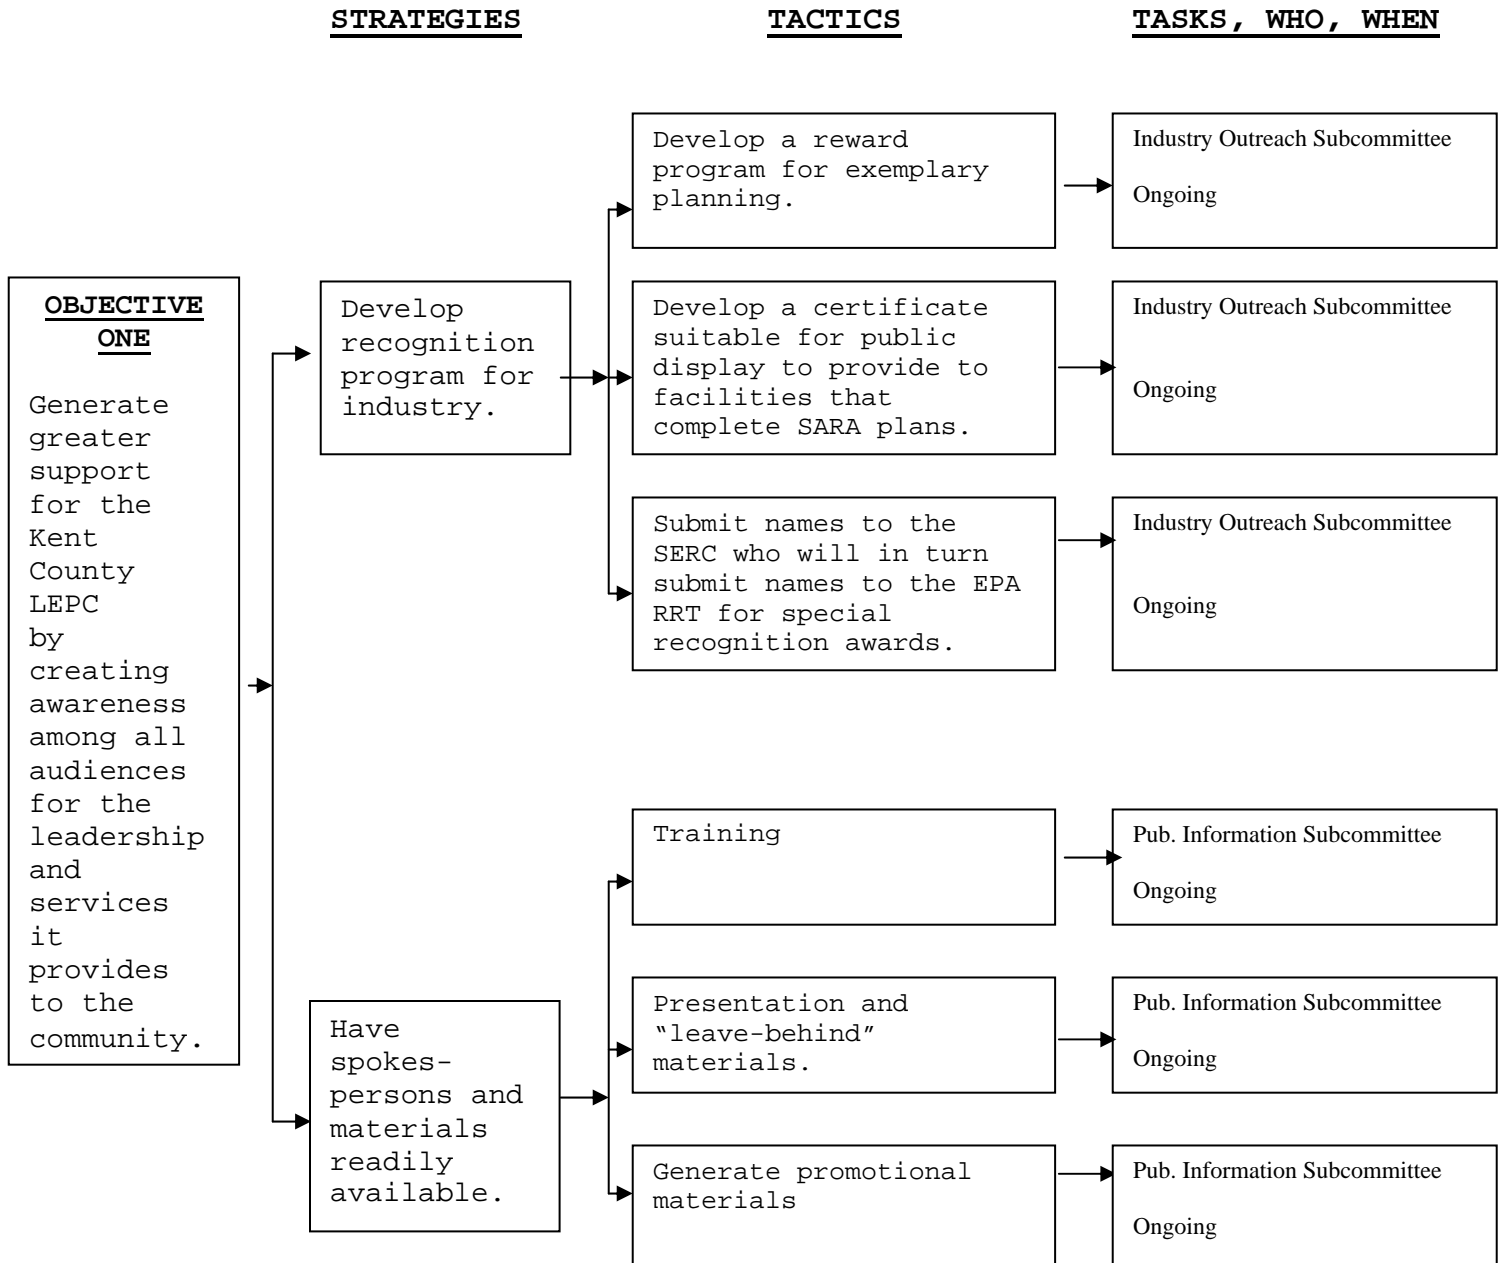 STRATEGIES
TACTICS
TASKS, WHO, WHEN
OBJECTIVE
ONE
Generate
greater
support
for the
Kent
County
LEPC
by
creating
awareness
among all
audiences
for the
leadership
and
services
it
provides
to the
community.
Develop
recognition
program for
industry.
Develop a reward
program for exemplary
planning.
Industry Outreach Subcommittee
Ongoing
Develop a certificate
suitable for public
display to provide to
facilities that
complete SARA plans.
Industry Outreach Subcommittee
Ongoing
Submit names to the
SERC who will in turn
submit names to the EPA
RRT for special
recognition awards.
Industry Outreach Subcommittee
Ongoing
Have
spokes-
persons and
materials
readily
available.
Training
Pub. Information Subcommittee
Ongoing
Presentation and
“leave-behind”
materials.
Pub. Information Subcommittee
Ongoing
Generate promotional
materials
Pub. Information Subcommittee
Ongoing